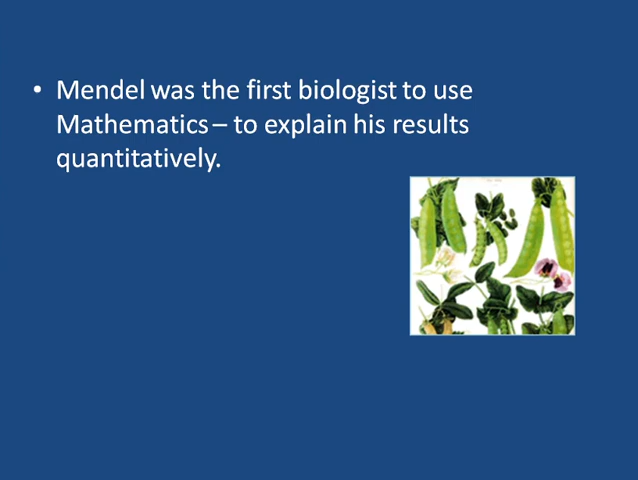 • Mendel was the first biologist to use
Mathematics – to explain his results
quantitatively.